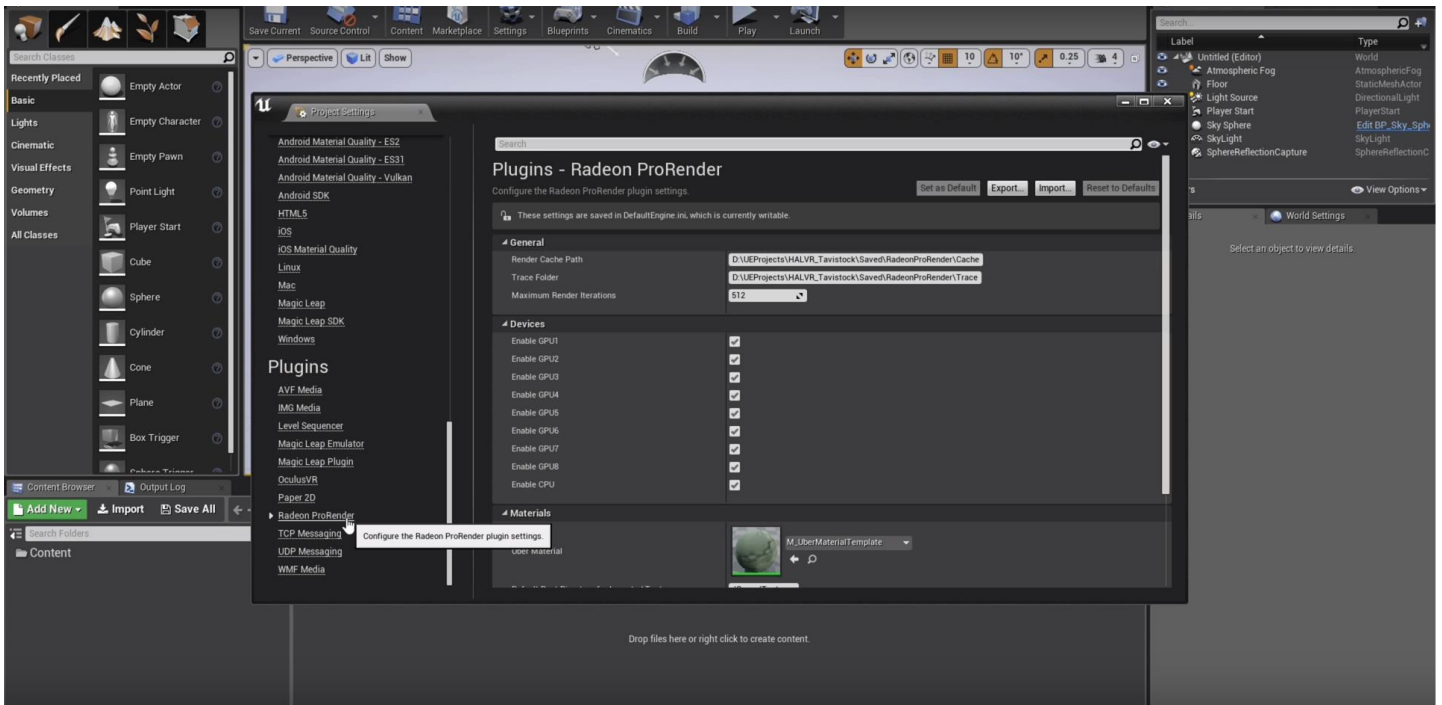 Save Current Source Control Content Marketplace Settings Blueprints Cinematics Build Play Launch
Search Classes
Recently Placed
Basic
Lights
Cinematic
Visual Effects
Geometry
Volumes
All Classes
Empty Actor
Empty Character
Empty Pawn
Point Light
Player Start
Cube
Sphere
Cylinder
Cone
Plane
Box Trigger
Sphere Trigger
Perspective Lit Show
10 10° 0.25 4
Search...
Label Type
Untitled (Editor) World
Atmospheric Fog AtmosphericFog
Floor StaticMeshActor
Light Source DirectionalLight
Player Start PlayerStart
Sky Sphere Edit BP_Sky_Sph
SkyLight SkyLight
SphereReflectionCapture SphereReflectionC
View Options
World Settings
Select an object to view details.
Project Settings
Android Material Quality - ES2
Android Material Quality - ES31
Android Material Quality - Vulkan
Android SDK
HTML5
iOS
iOS Material Quality
Linux
Mac
Magic Leap
Magic Leap SDK
Windows
Plugins
AVF Media
IMG Media
Level Sequencer
Magic Leap Emulator
Magic Leap Plugin
OculusVR
Paper 2D
Radeon ProRender
TCP Messaging
UDP Messaging
WMF Media
Configure the Radeon ProRender plugin settings.
Search
Plugins - Radeon ProRender
Configure the Radeon ProRender plugin settings.
Set as Default Export... Import... Reset to Defaults
These settings are saved in DefaultEngine.ini, which is currently writable.
General
Render Cache Path D:\UEProjects\HALVR_Tavistock\Saved\RadeonProRender\Cache
Trace Folder D:\UEProjects\HALVR_Tavistock\Saved\RadeonProRender\Trace
Maximum Render Iterations 512
Devices
Enable GPU1
Enable GPU2
Enable GPU3
Enable GPU4
Enable GPU5
Enable GPU6
Enable GPU7
Enable GPU8
Enable CPU
Materials
Uber Material M_UberMaterialTemplate
Content Browser Output Log
Add New Import Save All
Search Folders
Content
Drop files here or right click to create content.